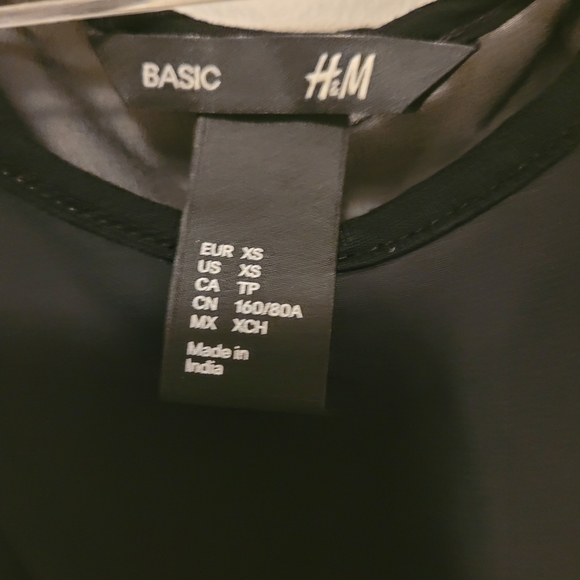 BASIC H&M
EUR XS
US XS
CA TP
CN 160/80A
MX XCH
Made in
India